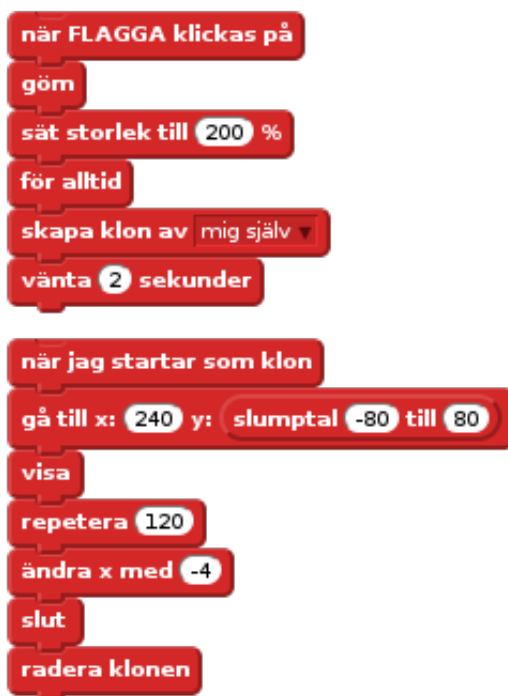 när FLAGGA klickas på
göm
sät storlek till 200 %
för alltid
skapa klon av mig själv
vänta 2 sekunder
när jag startar som klon
gå till x: 240 y: slumptal -80 till 80
visa
repetera 120
ändra x med -4
slut
radera klonen